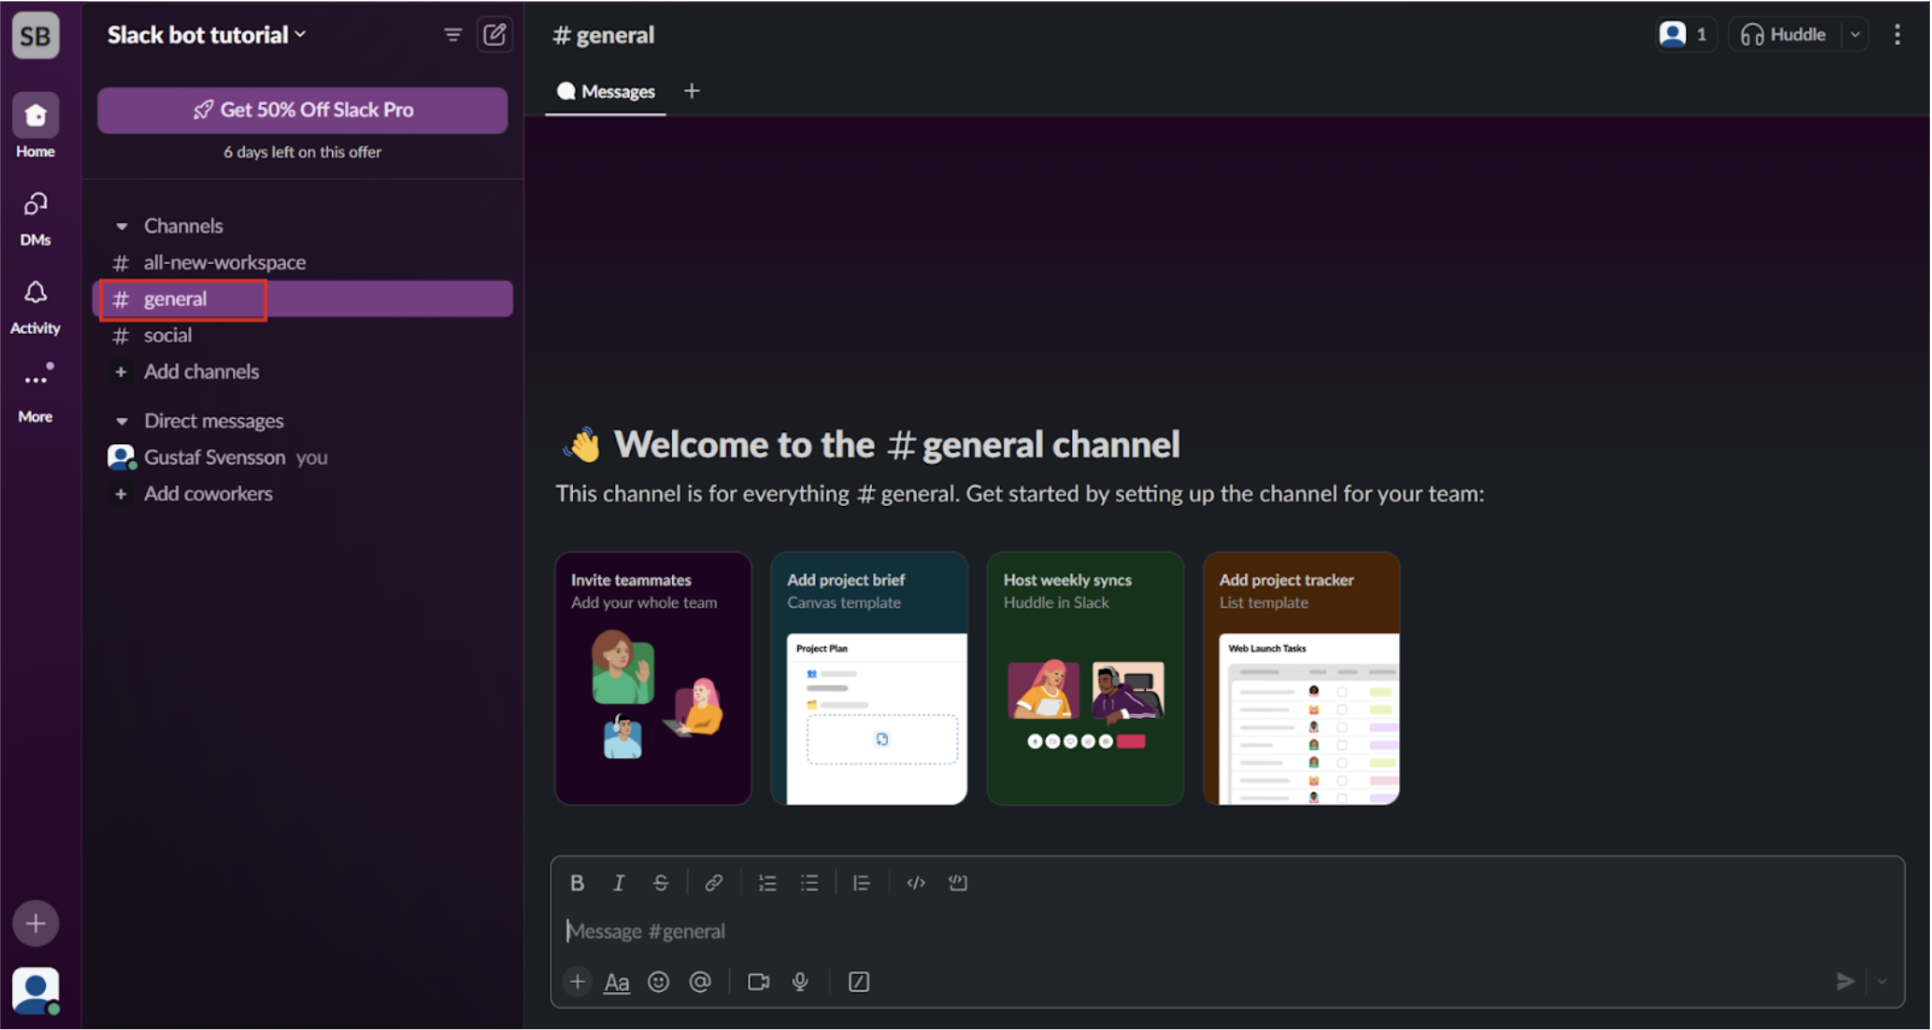 SB
Home
DMs
Activity
More
Slack bot tutorial
Get 50% Off Slack Pro
6 days left on this offer
Channels
# all-new-workspace
# general
# social
+ Add channels
Direct messages
Gustaf Svensson you
+ Add coworkers
# general
1
Huddle
Messages +
Welcome to the # general channel
This channel is for everything # general. Get started by setting up the channel for your team:
Invite teammates
Add your whole team
Add project brief
Canvas template
Project Plan
Host weekly syncs
Huddle in Slack
Add project tracker
List template
Web Launch Tasks
Message #general
Aa